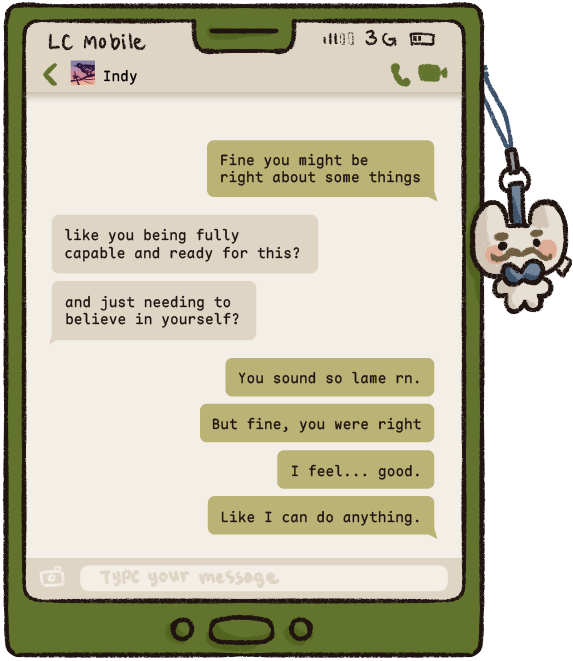 LC Mobile
3G
Indy
Fine you might be
right about some things
like you being fully
capable and ready for this?
and just needing to
believe in yourself?
You sound so lame rn.
But fine, you were right
I feel... good.
Like I can do anything.
Type your message